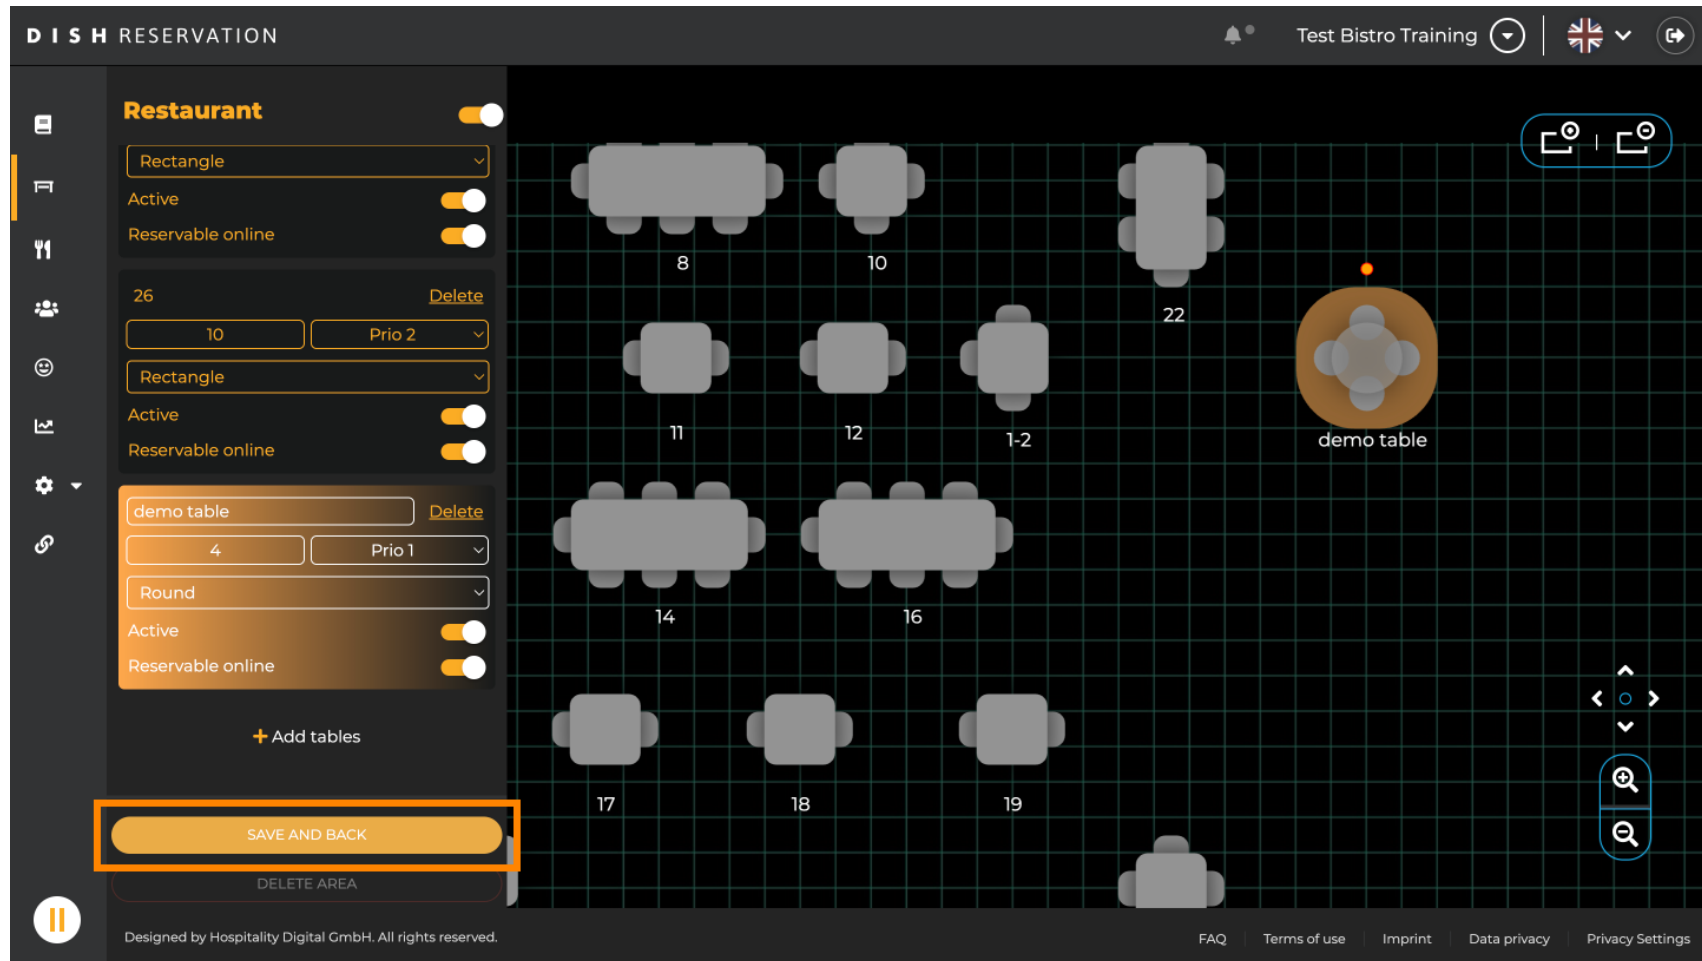 DISH RESERVATION
Test Bistro Training
Restaurant
Rectangle
Active
Reservable online
26
Delete
10
Prio 2
Rectangle
Active
Reservable online
demo table
Delete
4
Prio 1
Round
Active
Reservable online
+ Add tables
SAVE AND BACK
DELETE AREA
8
10
22
11
12
1-2
demo table
14
16
17
18
19
Designed by Hospitality Digital GmbH. All rights reserved.
FAQ
Terms of use
Imprint
Data privacy
Privacy Settings